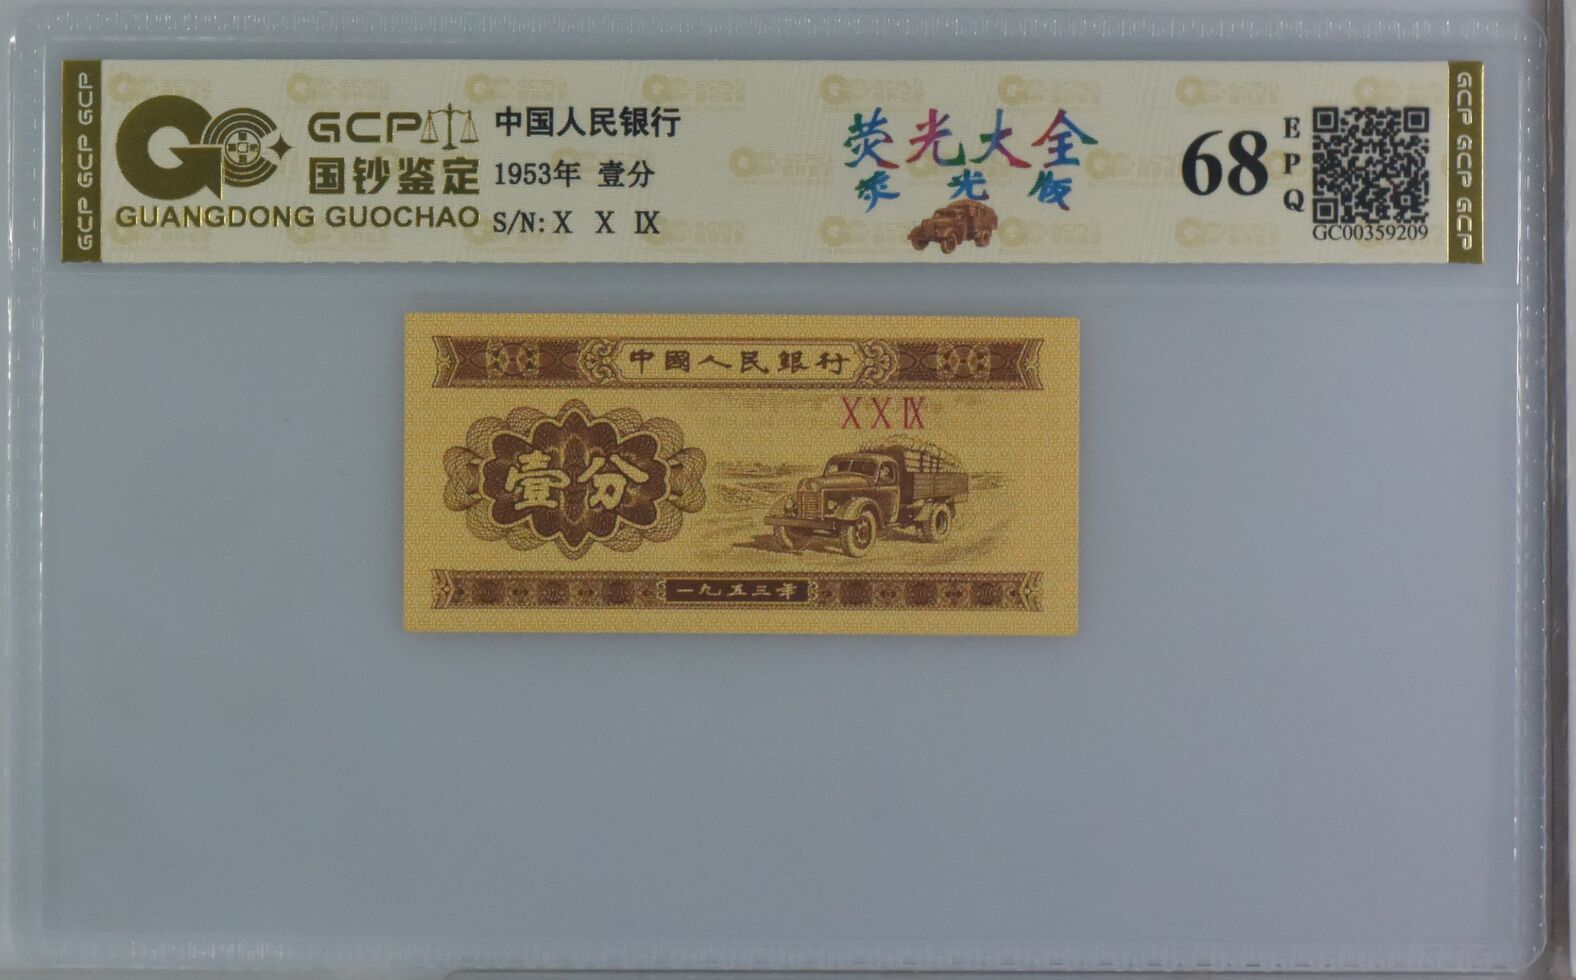 GCP GCP GCP
GCP
国钞鉴定
GUANGDONG GUOCHAO
中国人民银行
1953年 壹分
S/N: X X IX
荧光大全
荧光版
68
EPQ
GC00359209
GCP GCP GCP
中國人民銀行
X X IX
壹分
一九五三年